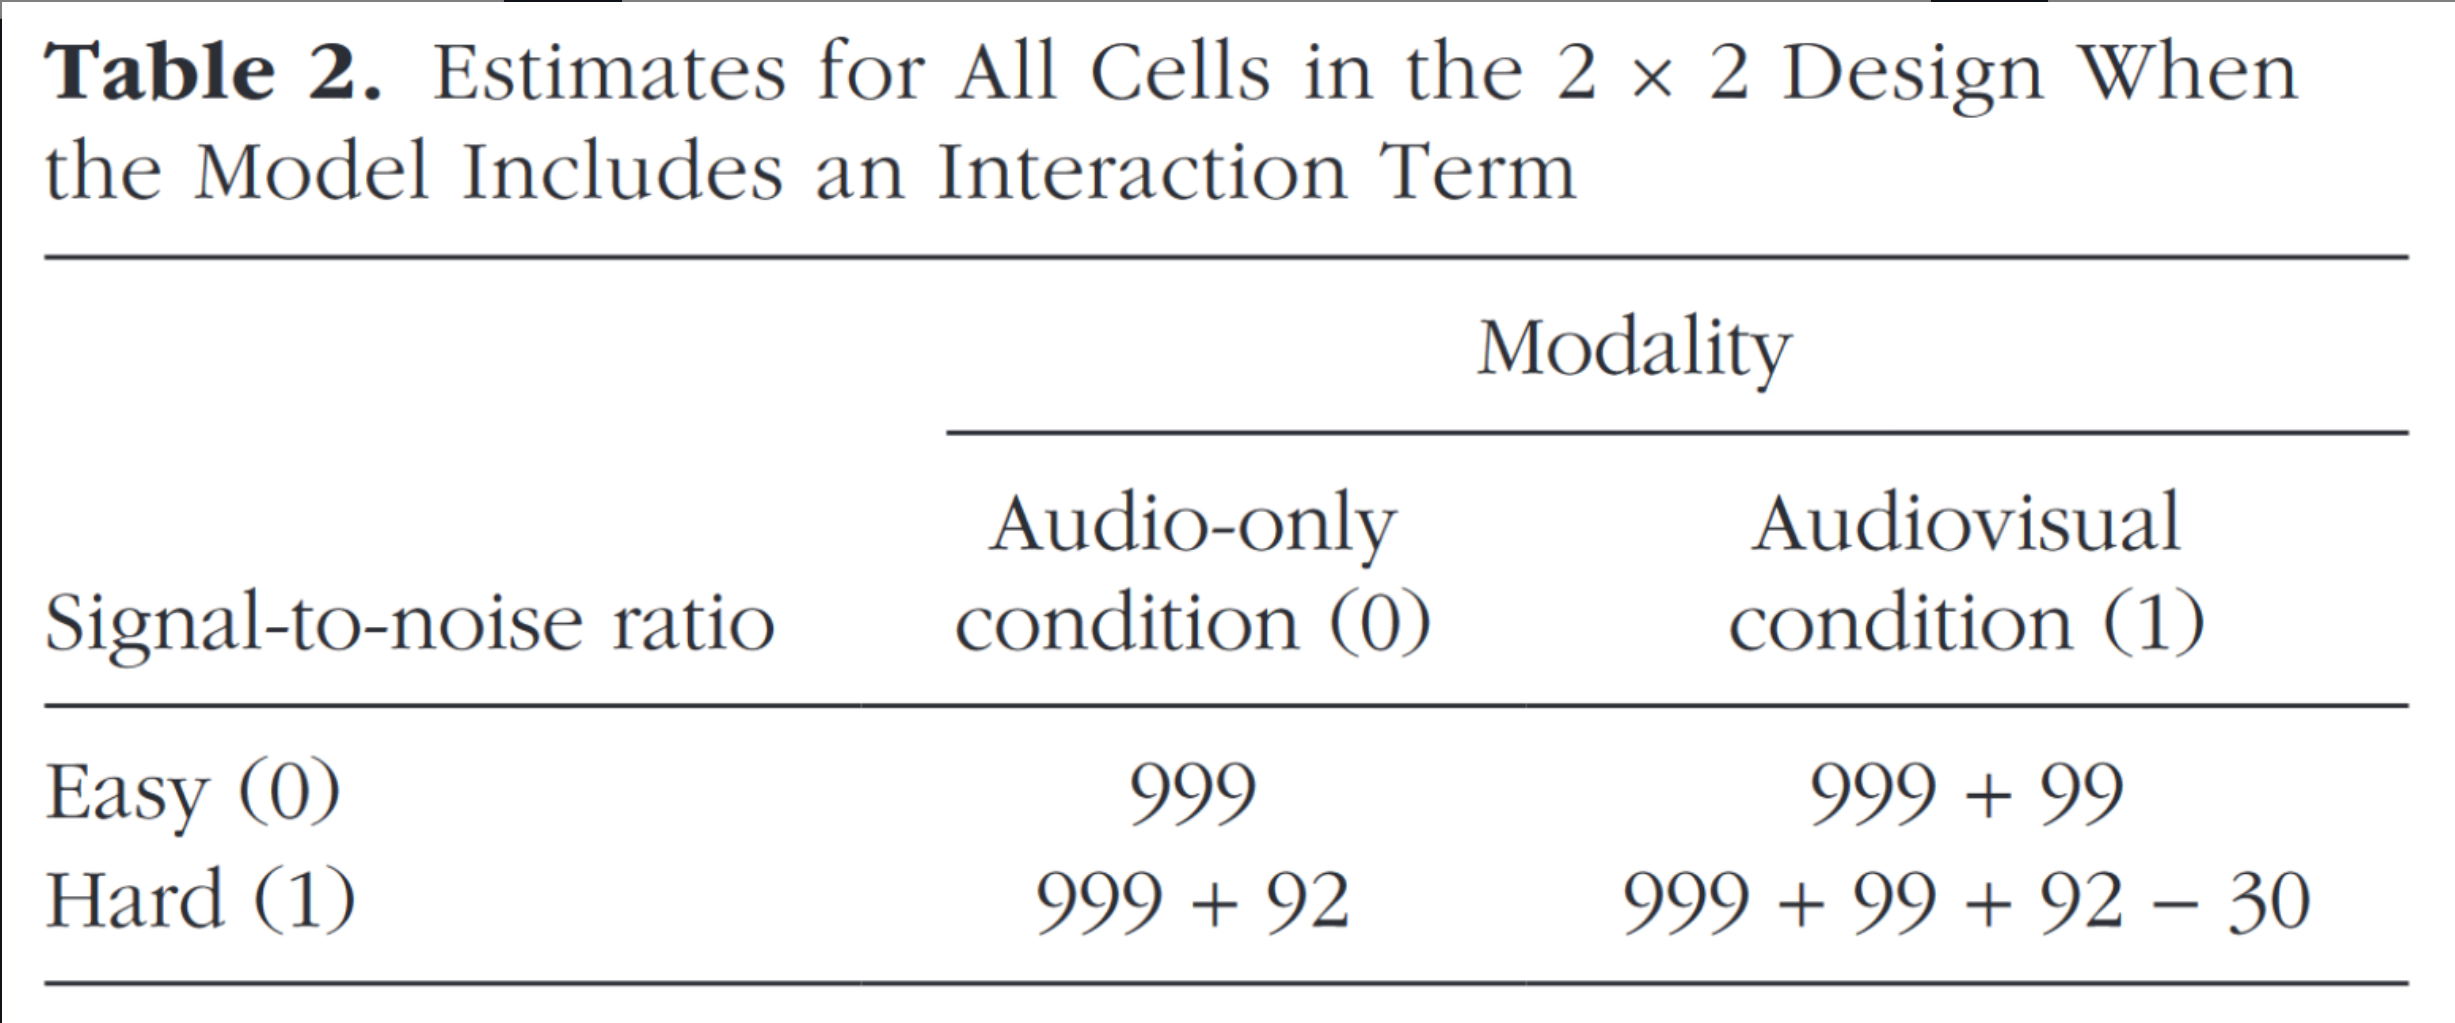 Table 2. Estimates for All Cells in the 2 × 2 Design When
the Model Includes an Interaction Term
Modality
Audio-only Audiovisual
Signal-to-noise ratio condition (0) condition (1)
Easy (0) 999 999 + 99
Hard (1) 999 + 92 999 + 99 + 92 − 30